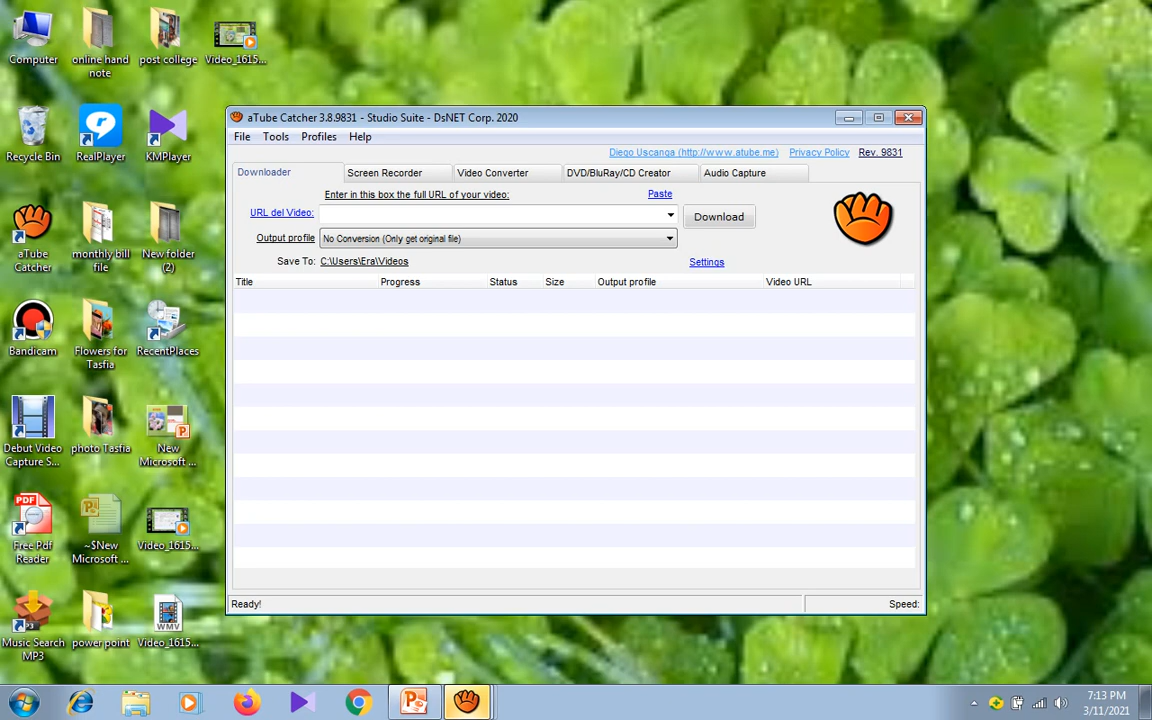 Computer
online hand
note
post college
Video_1615...
Recycle Bin
RealPlayer
KMPlayer
aTube
Catcher
monthly bill
file
New folder
(2)
Bandicam
Flowers for
Tasfia
RecentPlaces
Debut Video
Capture S...
photo Tasfia
New
Microsoft ...
PDF
Free Pdf
Reader
~$New
Microsoft ...
Video_1615...
Music Search
MP3
power point
WMV
Video_1615...
aTube Catcher 3.8.9831 - Studio Suite - DsNET Corp. 2020
File Tools Profiles Help
Diego Uscanga (http://www.atube.me) Privacy Policy Rev. 9831
Downloader Screen Recorder Video Converter DVD/BluRay/CD Creator Audio Capture
Enter in this box the full URL of your video: Paste
URL del Video: Download
Output profile No Conversion (Only get original file)
Save To: C:\Users\Era\Videos Settings
Title Progress Status Size Output profile Video URL
Ready! Speed:
7:13 PM
3/11/2021